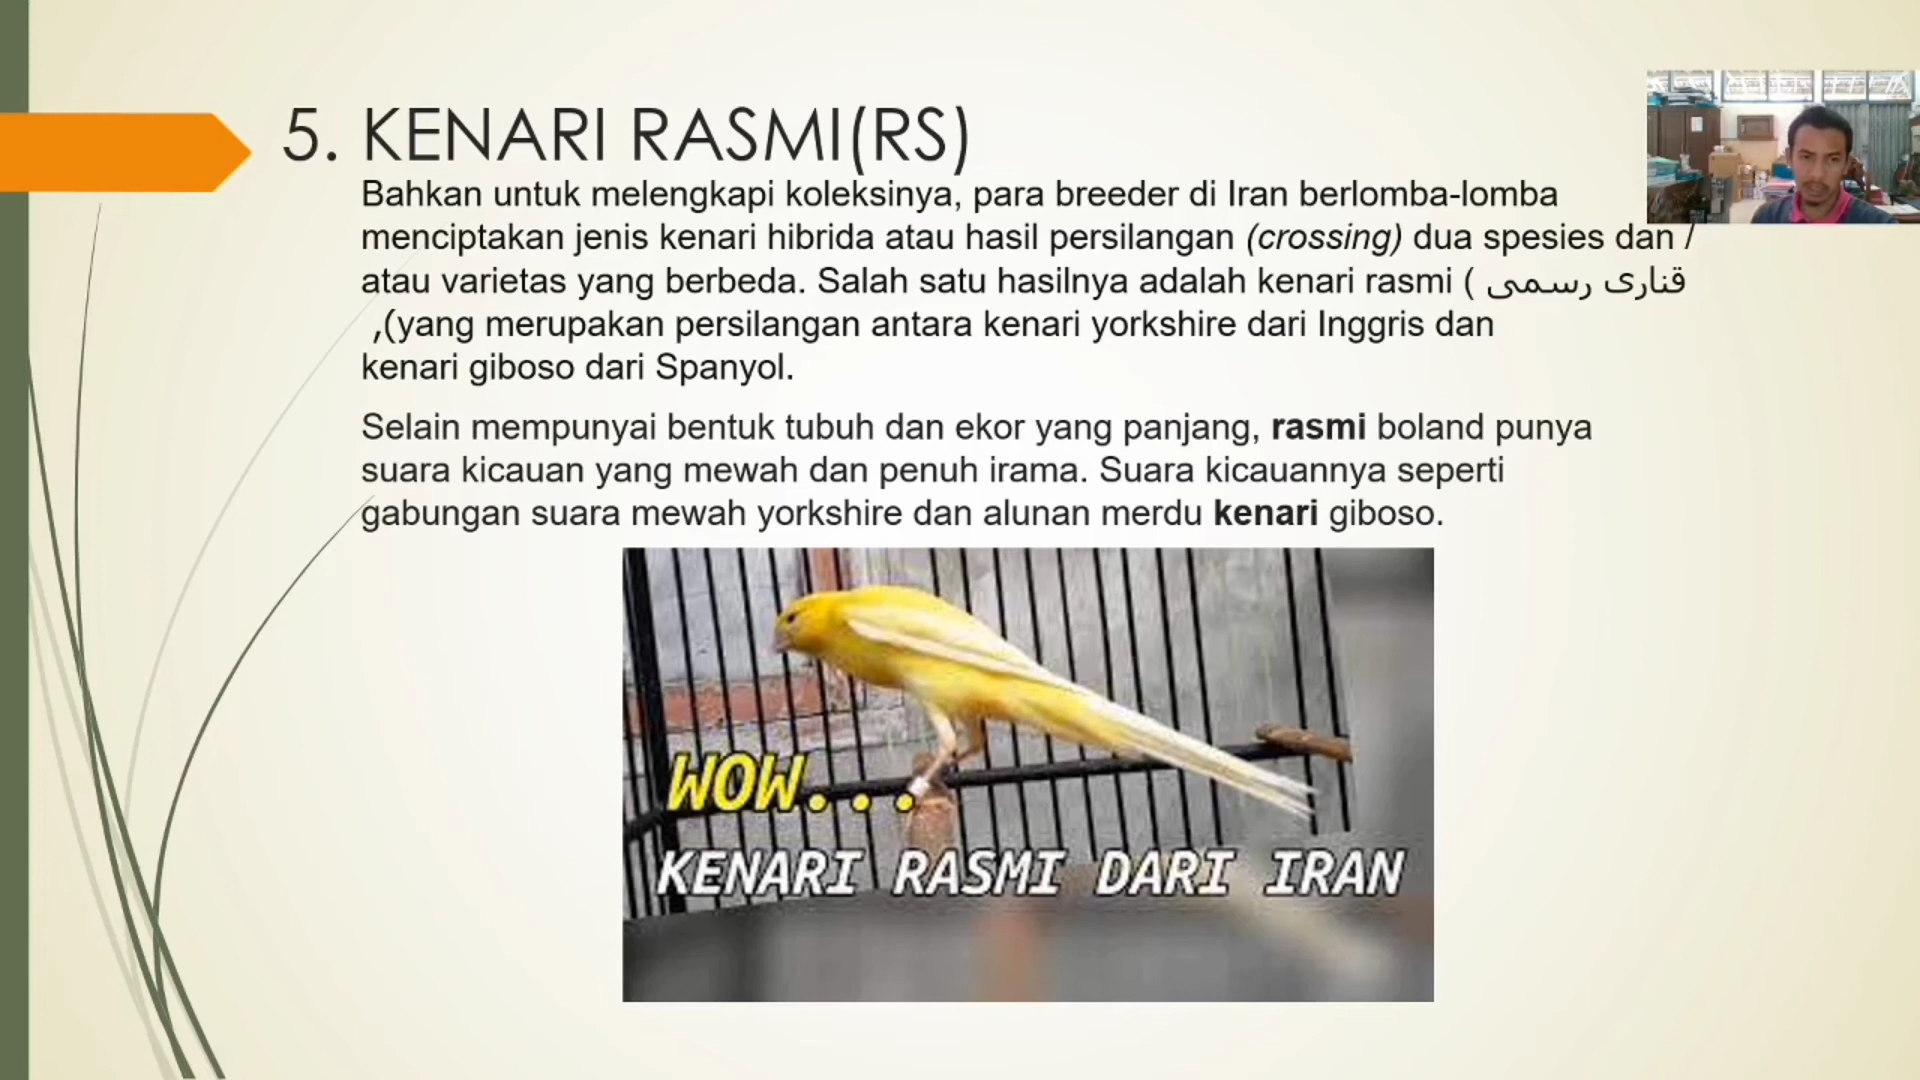 5. KENARI RASMI(RS)
Bahkan untuk melengkapi koleksinya, para breeder di Iran berlomba-lomba
menciptakan jenis kenari hibrida atau hasil persilangan (crossing) dua spesies dan /
atau varietas yang berbeda. Salah satu hasilnya adalah kenari rasmi ( قناری رسمی
,(yang merupakan persilangan antara kenari yorkshire dari Inggris dan
kenari giboso dari Spanyol.
Selain mempunyai bentuk tubuh dan ekor yang panjang, rasmi boland punya
suara kicauan yang mewah dan penuh irama. Suara kicauannya seperti
gabungan suara mewah yorkshire dan alunan merdu kenari giboso.
WOW...
KENARI RASMI DARI IRAN